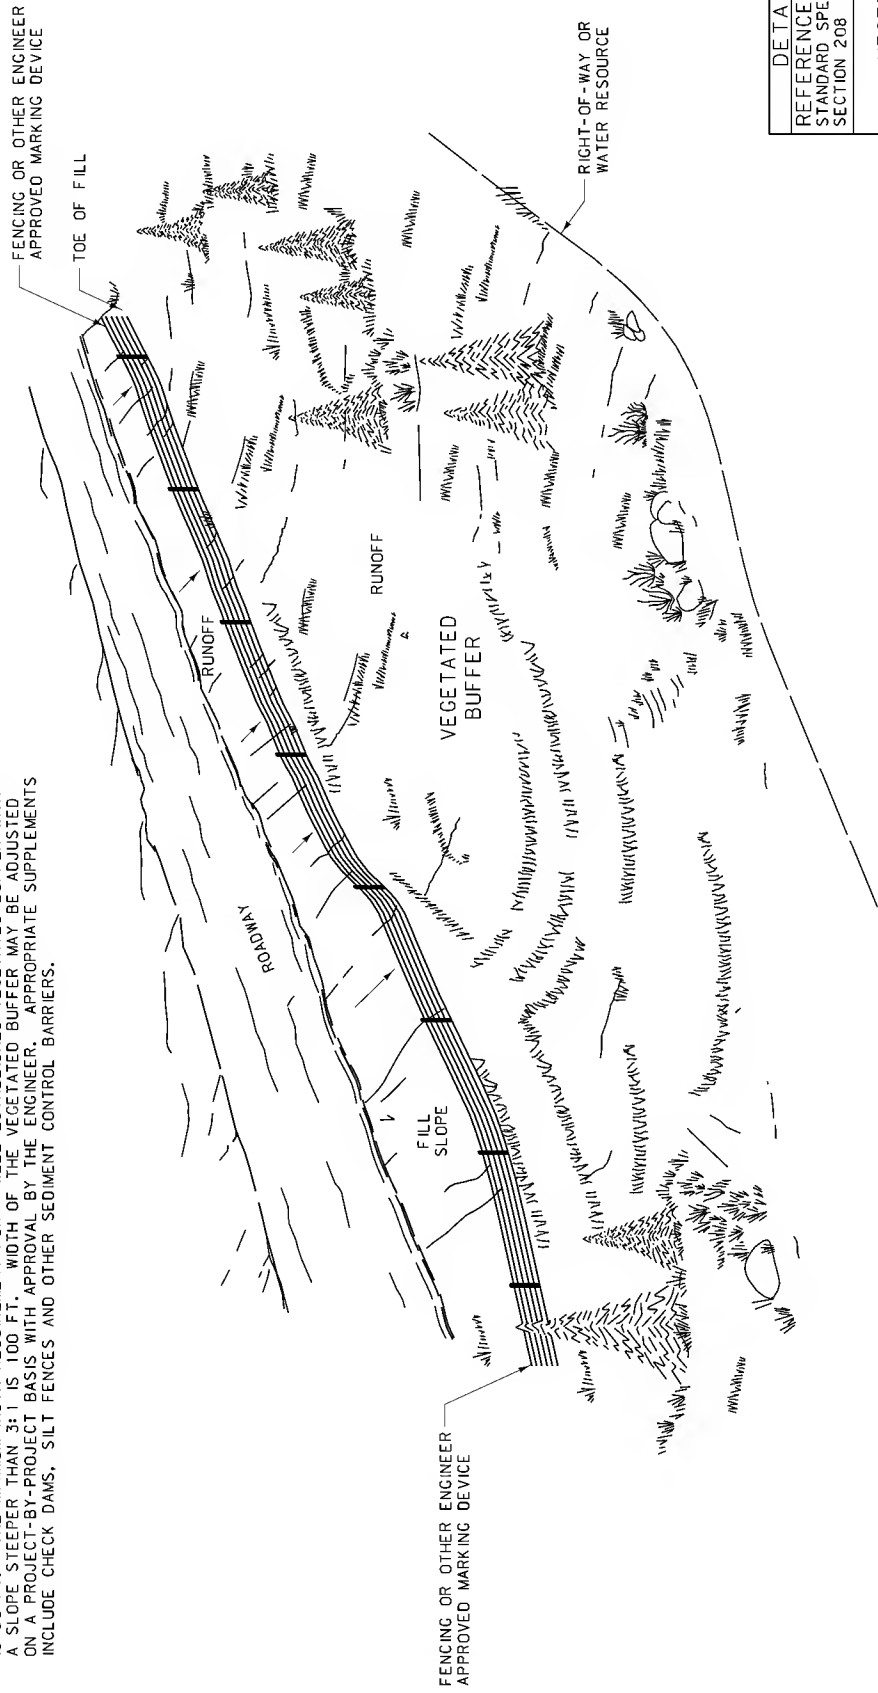 A SLOPE STEEPER THAN 3:1 IS 100 FT. WIDTH OF THE VEGETATED BUFFER MAY BE ADJUSTED
ON A PROJECT-BY-PROJECT BASIS WITH APPROVAL BY THE ENGINEER. APPROPRIATE SUPPLEMENTS
INCLUDE CHECK DAMS, SILT FENCES AND OTHER SEDIMENT CONTROL BARRIERS.
FENCING OR OTHER ENGINEER
APPROVED MARKING DEVICE
TOE OF FILL
ROADWAY
RUNOFF
RUNOFF
FILL
SLOPE
VEGETATED
BUFFER
FENCING OR OTHER ENGINEER
APPROVED MARKING DEVICE
RIGHT-OF-WAY OR
WATER RESOURCE
DETA
REFERENCE
STANDARD SPE
SECTION 208